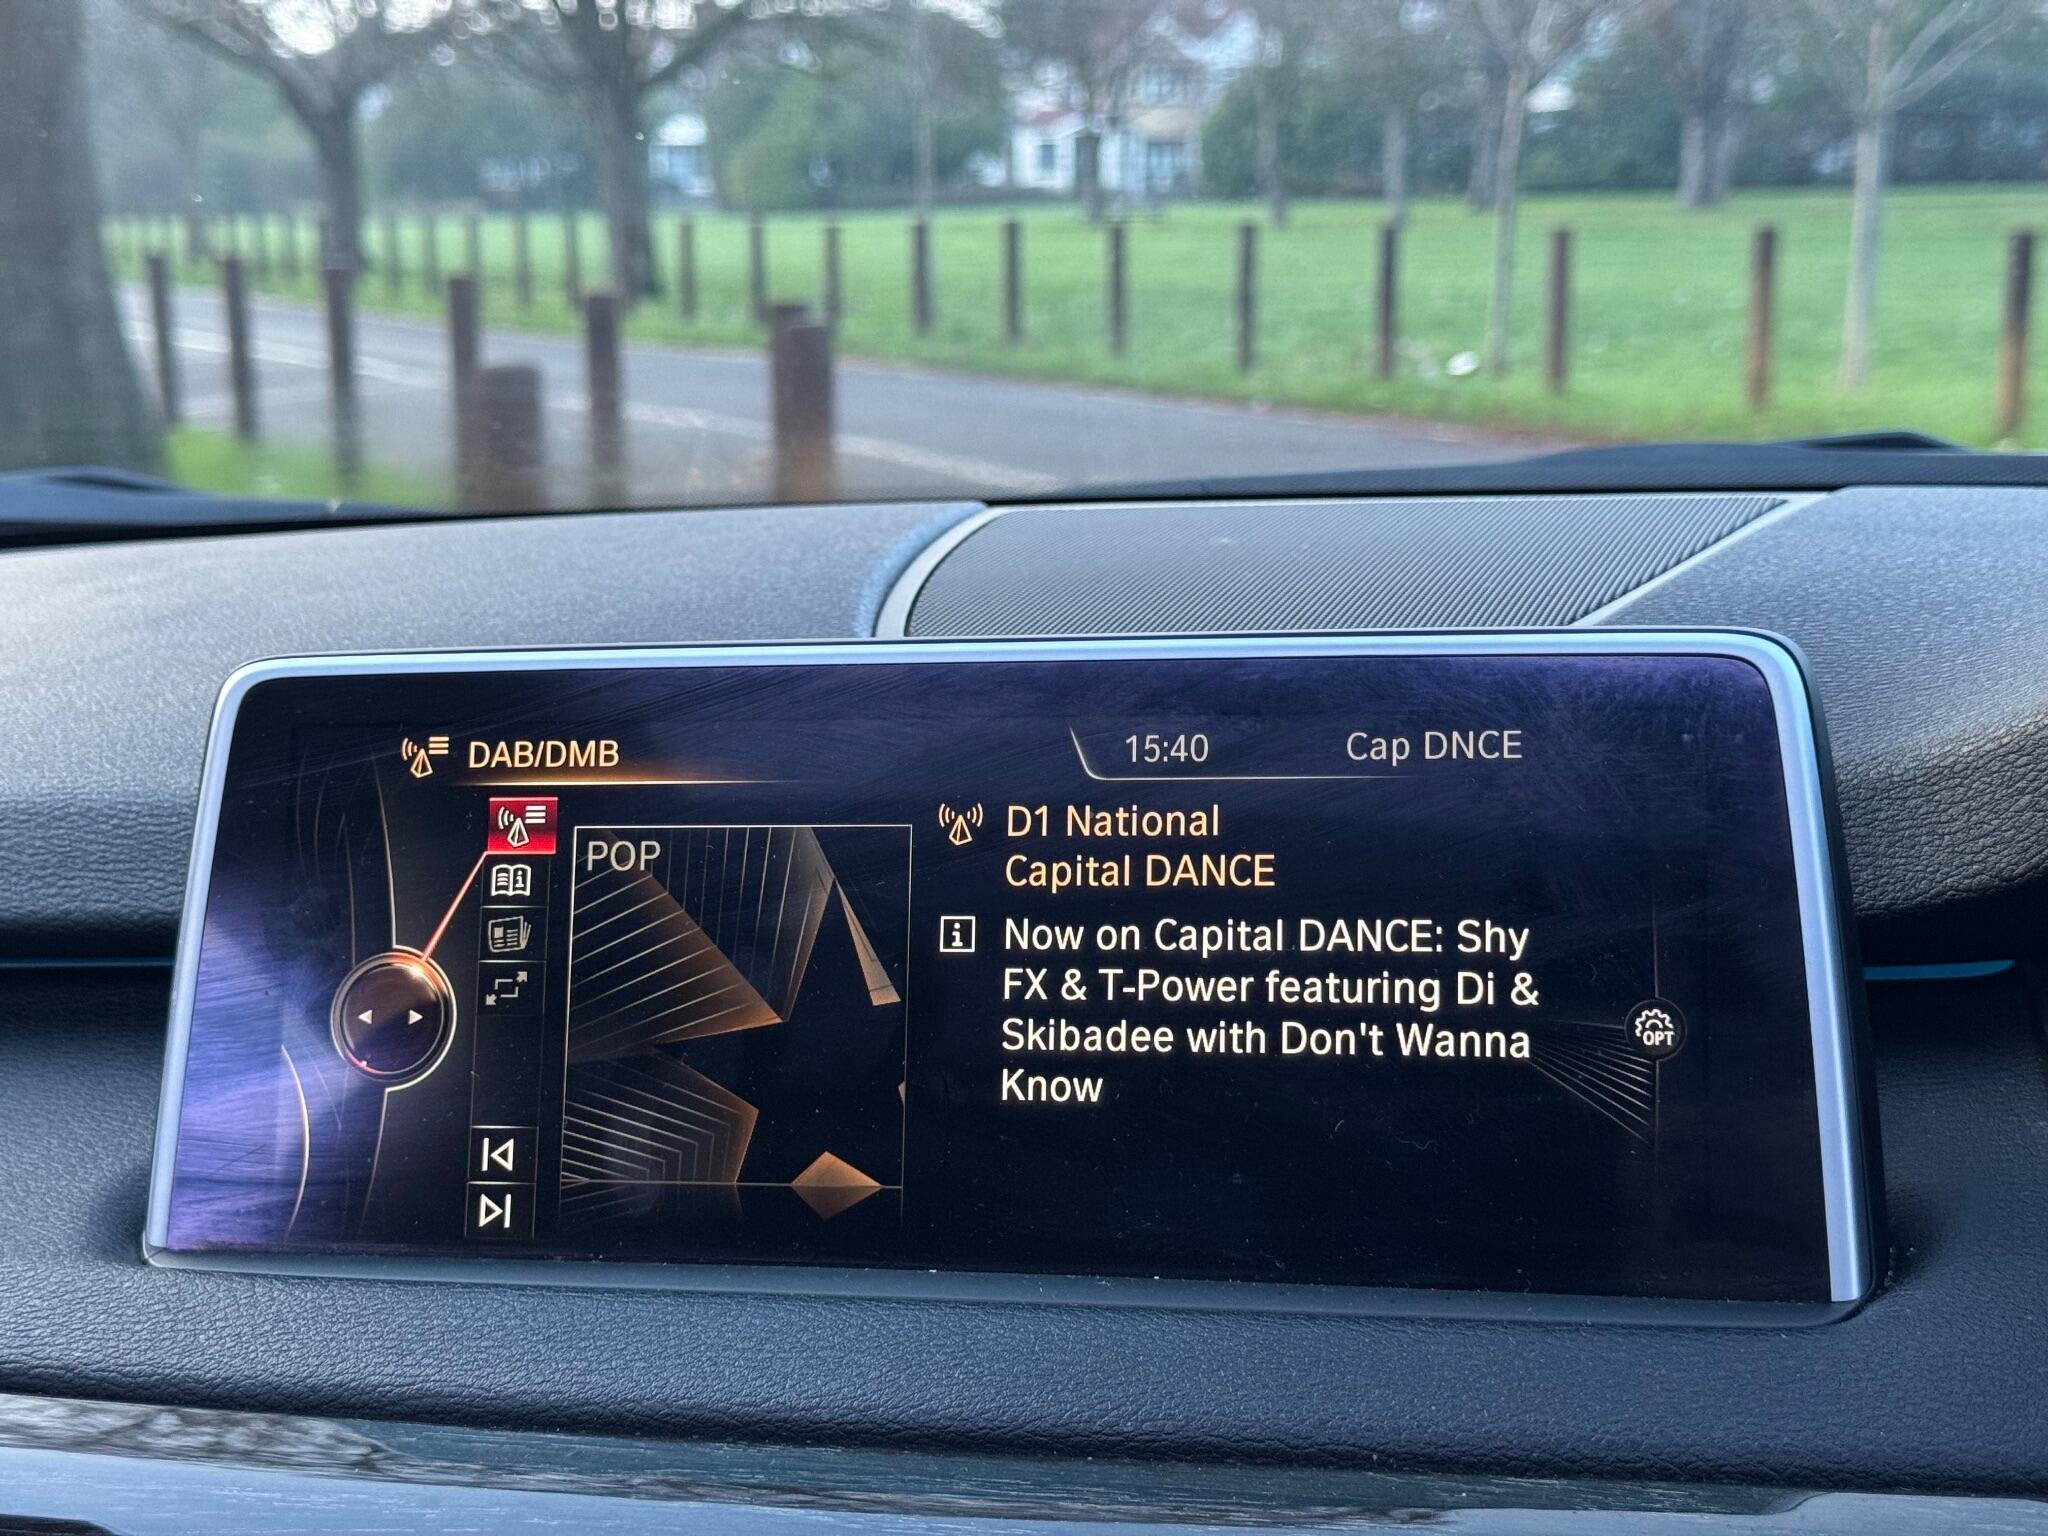 DAB/DMB
15:40
Cap DNCE
POP
D1 National
Capital DANCE
Now on Capital DANCE: Shy
FX & T-Power featuring Di &
Skibadee with Don't Wanna
Know
OPT